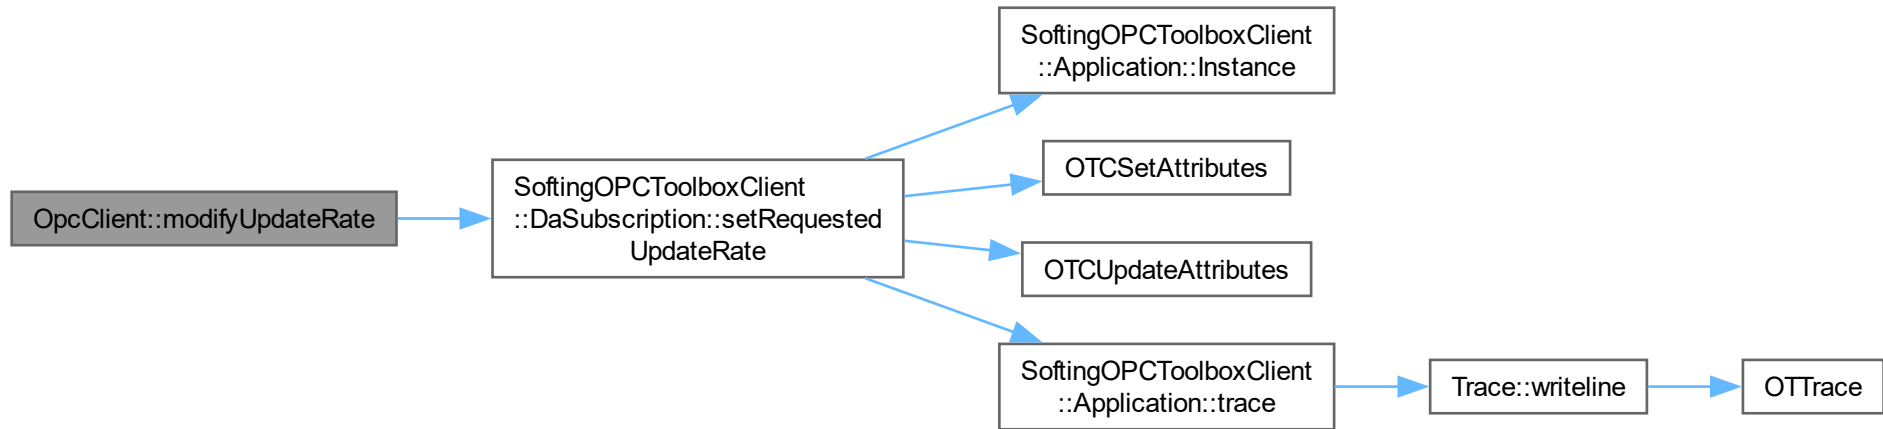 OpcClient::modifyUpdateRate
SoftingOPCToolboxClient
::DaSubscription::setRequested
UpdateRate
SoftingOPCToolboxClient
::Application::Instance
OTCSetAttributes
OTCUpdateAttributes
SoftingOPCToolboxClient
::Application::trace
Trace::writeline
OTTrace